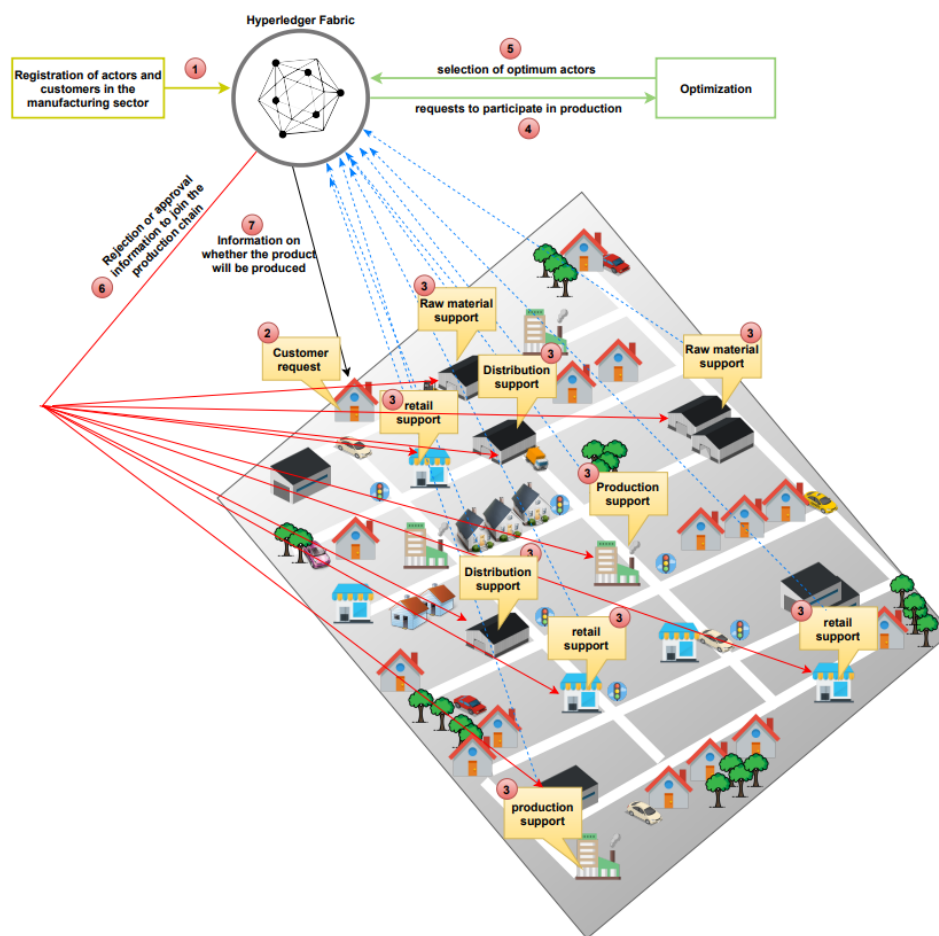 Hyperledger Fabric
1
Registration of actors and
customers in the
manufacturing sector
5
selection of optimum actors
requests to participate in production
4
Optimization
Rejection or approval
information to join the
production chain
6
7
Information on
whether the product
will be produced
2
Customer
request
3
Raw material
support
3
Distribution
support
3
Raw material
support
3
retail
support
3
Production
support
3
Distribution
support
3
retail
support
3
retail
support
3
production
support